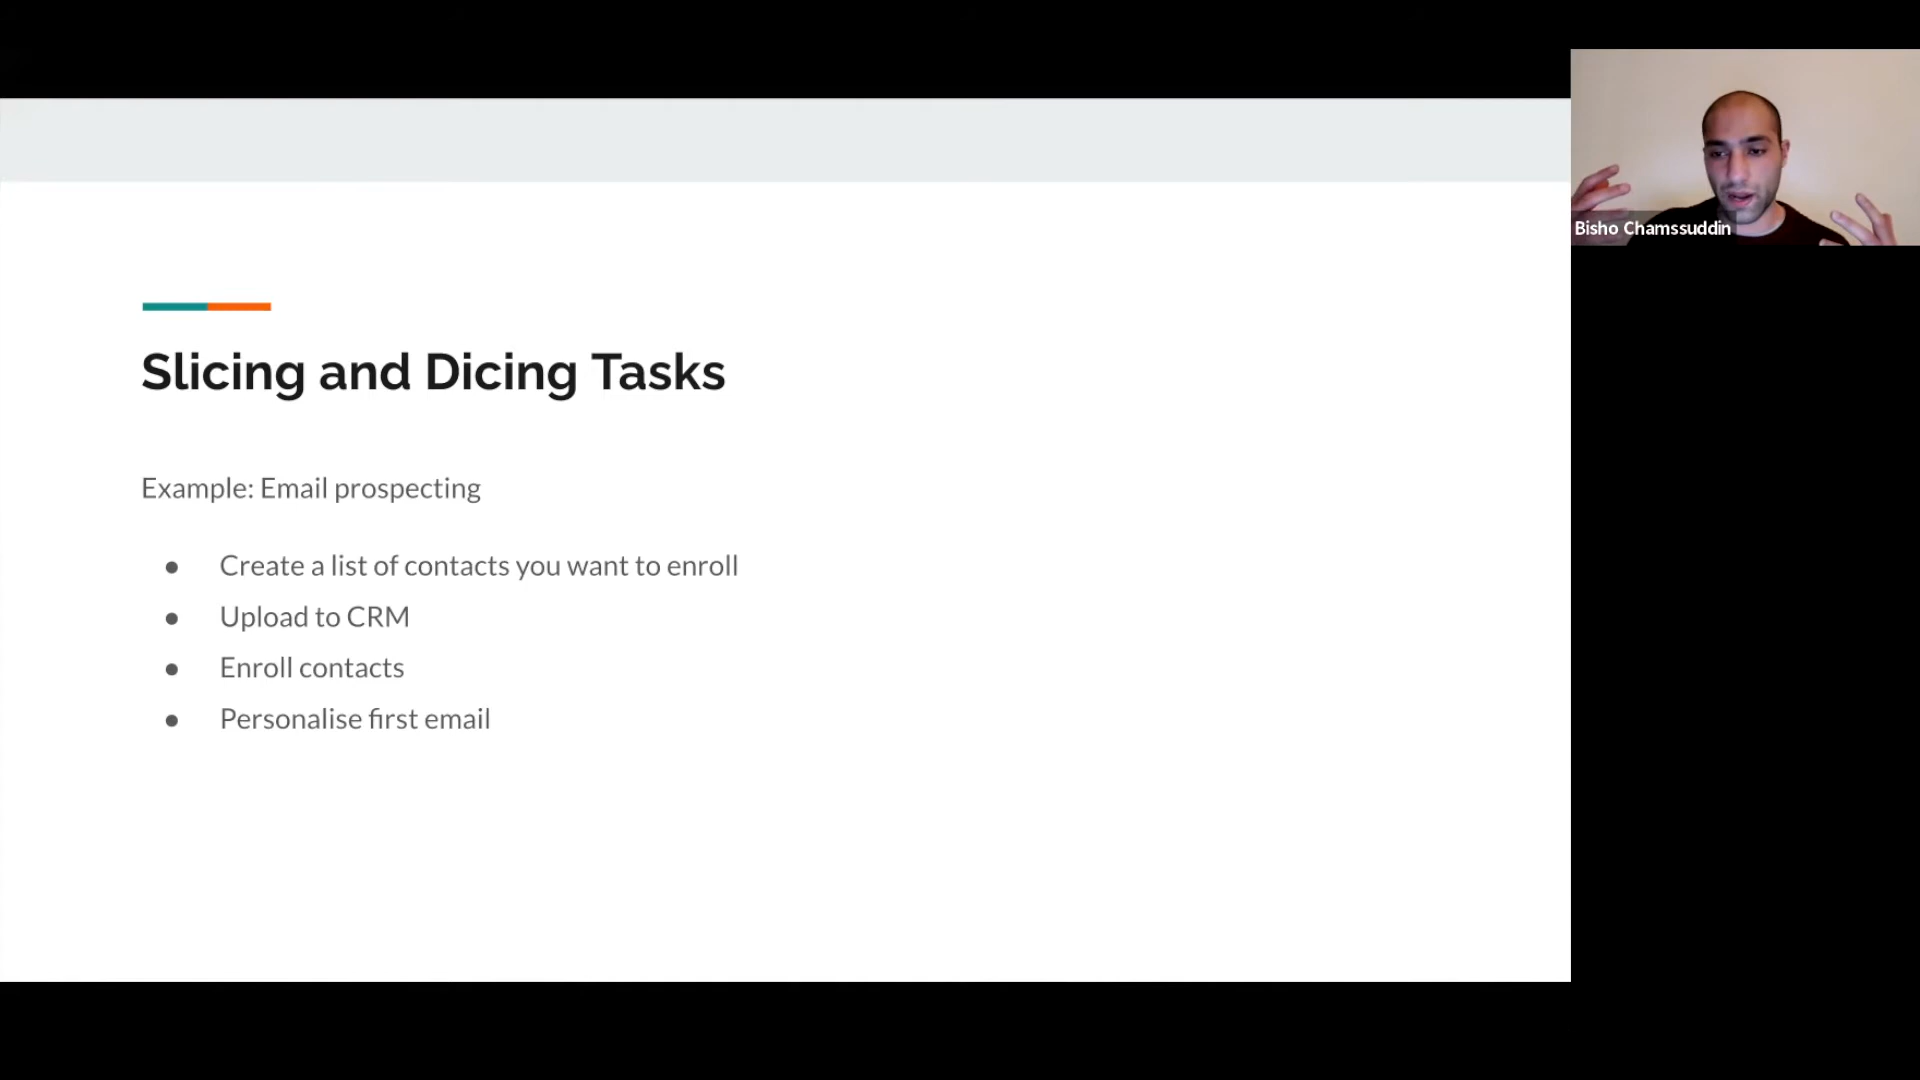 Slicing and Dicing Tasks
Example: Email prospecting
● Create a list of contacts you want to enroll
● Upload to CRM
● Enroll contacts
● Personalise first email
Bisho Chamssuddin